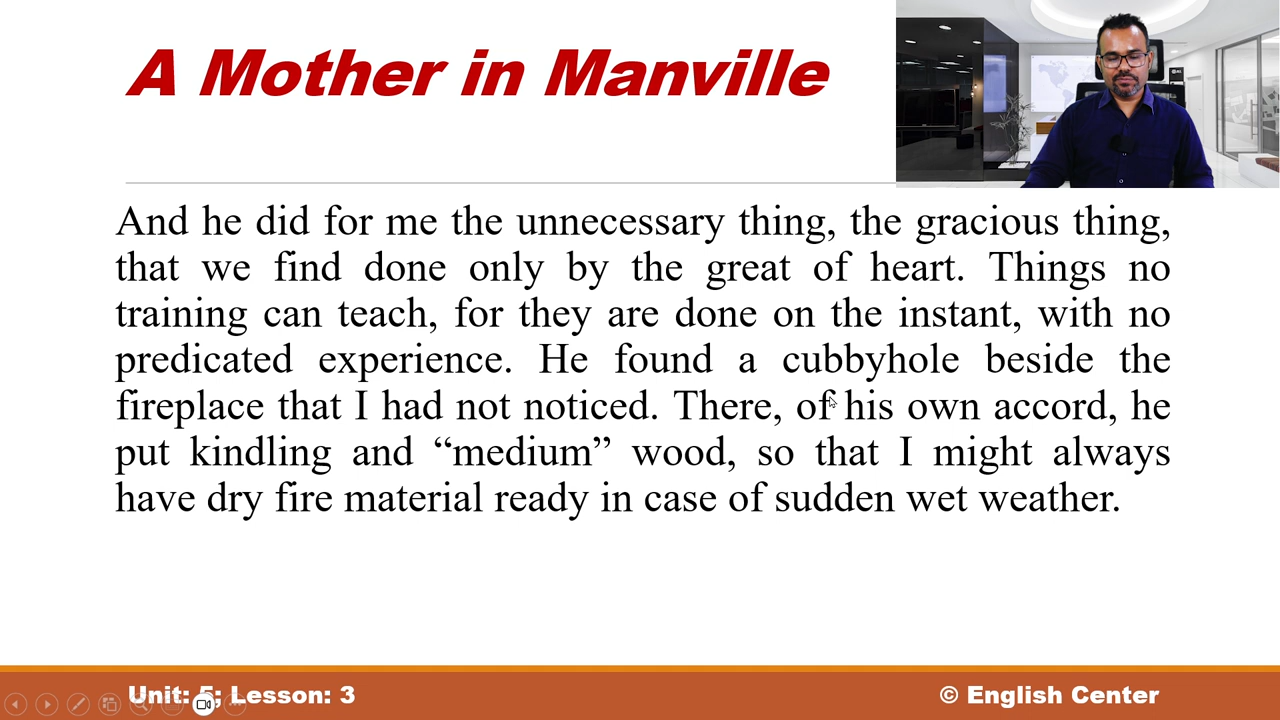 A Mother in Manville
And he did for me the unnecessary thing, the gracious thing,
that we find done only by the great of heart. Things no
training can teach, for they are done on the instant, with no
predicated experience. He found a cubbyhole beside the
fireplace that I had not noticed. There, of his own accord, he
put kindling and “medium” wood, so that I might always
have dry fire material ready in case of sudden wet weather.
Unit: 5; Lesson: 3
© English Center